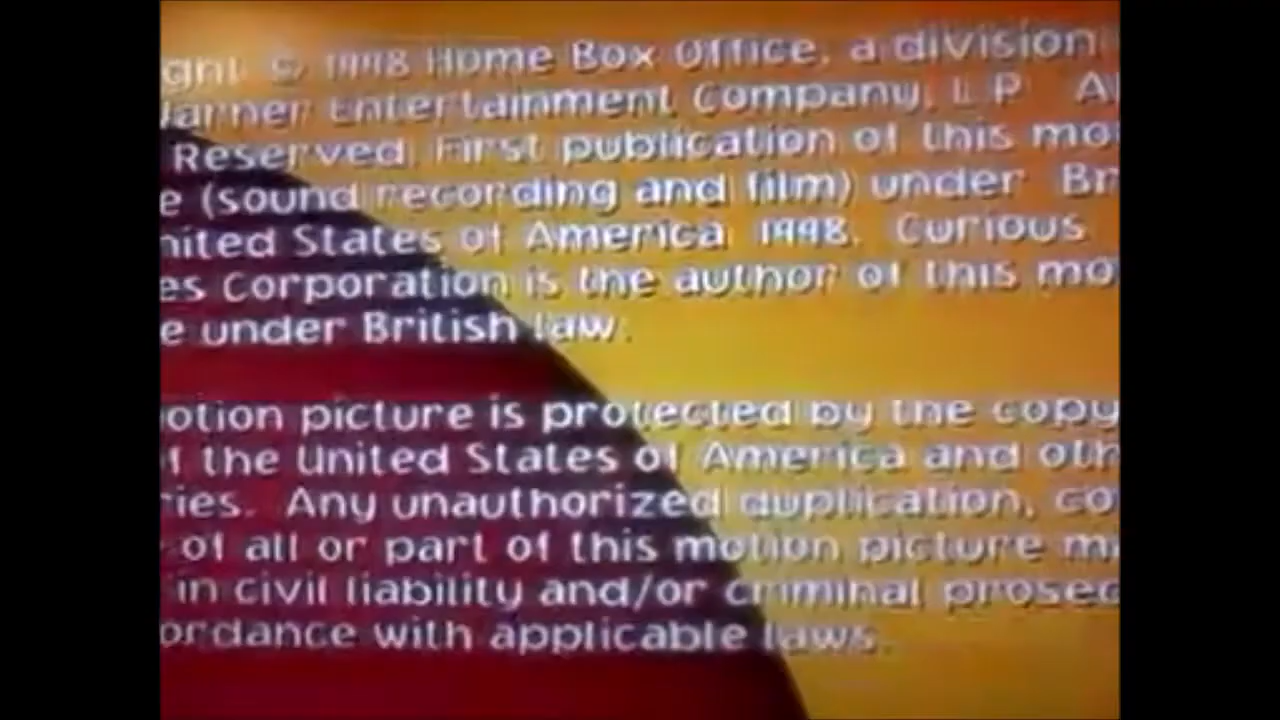 ght © 1998 Home Box Office, a division
Warner Entertainment Company, L.P. Al
Reserved. First publication of this mo
e (sound recording and film) under Br
nited States of America 1998. Curious
es Corporation is the author of this mo
e under British law.
otion picture is protected by the copy
f the United States of America and oth
ries. Any unauthorized duplication, co
of all or part of this motion picture m
in civil liability and/or criminal prosec
ordance with applicable laws.